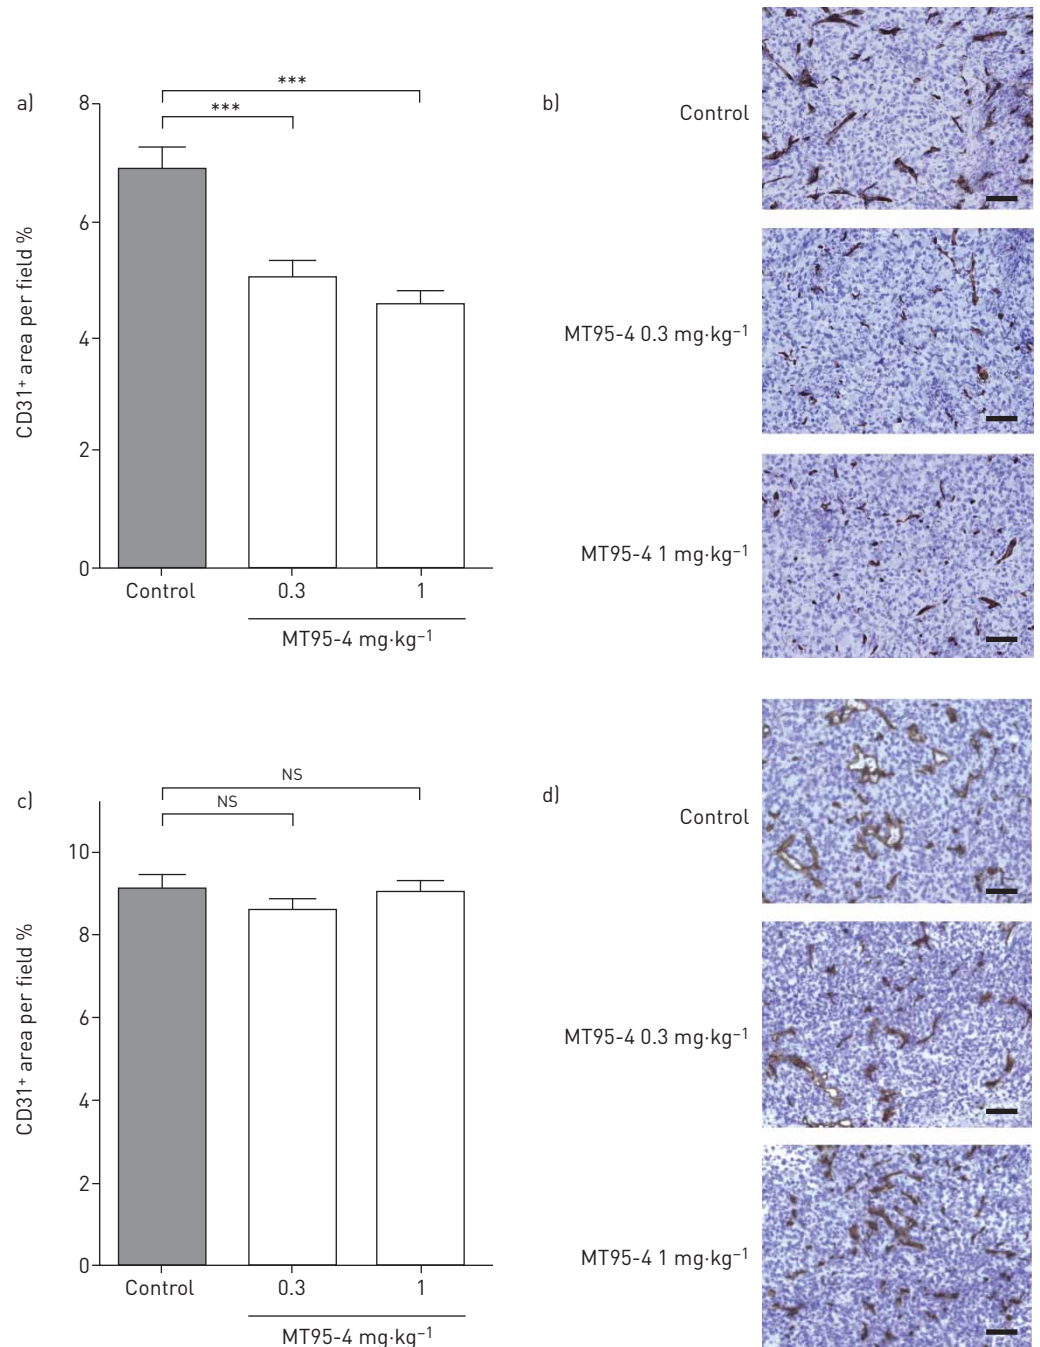 a)
CD31⁺ area per field %
8
6
4
2
0
***
***
Control
0.3
1
MT95-4 mg·kg⁻¹
b)
Control
MT95-4 0.3 mg·kg⁻¹
MT95-4 1 mg·kg⁻¹
c)
CD31⁺ area per field %
10
8
6
4
2
0
NS
NS
Control
0.3
1
MT95-4 mg·kg⁻¹
d)
Control
MT95-4 0.3 mg·kg⁻¹
MT95-4 1 mg·kg⁻¹